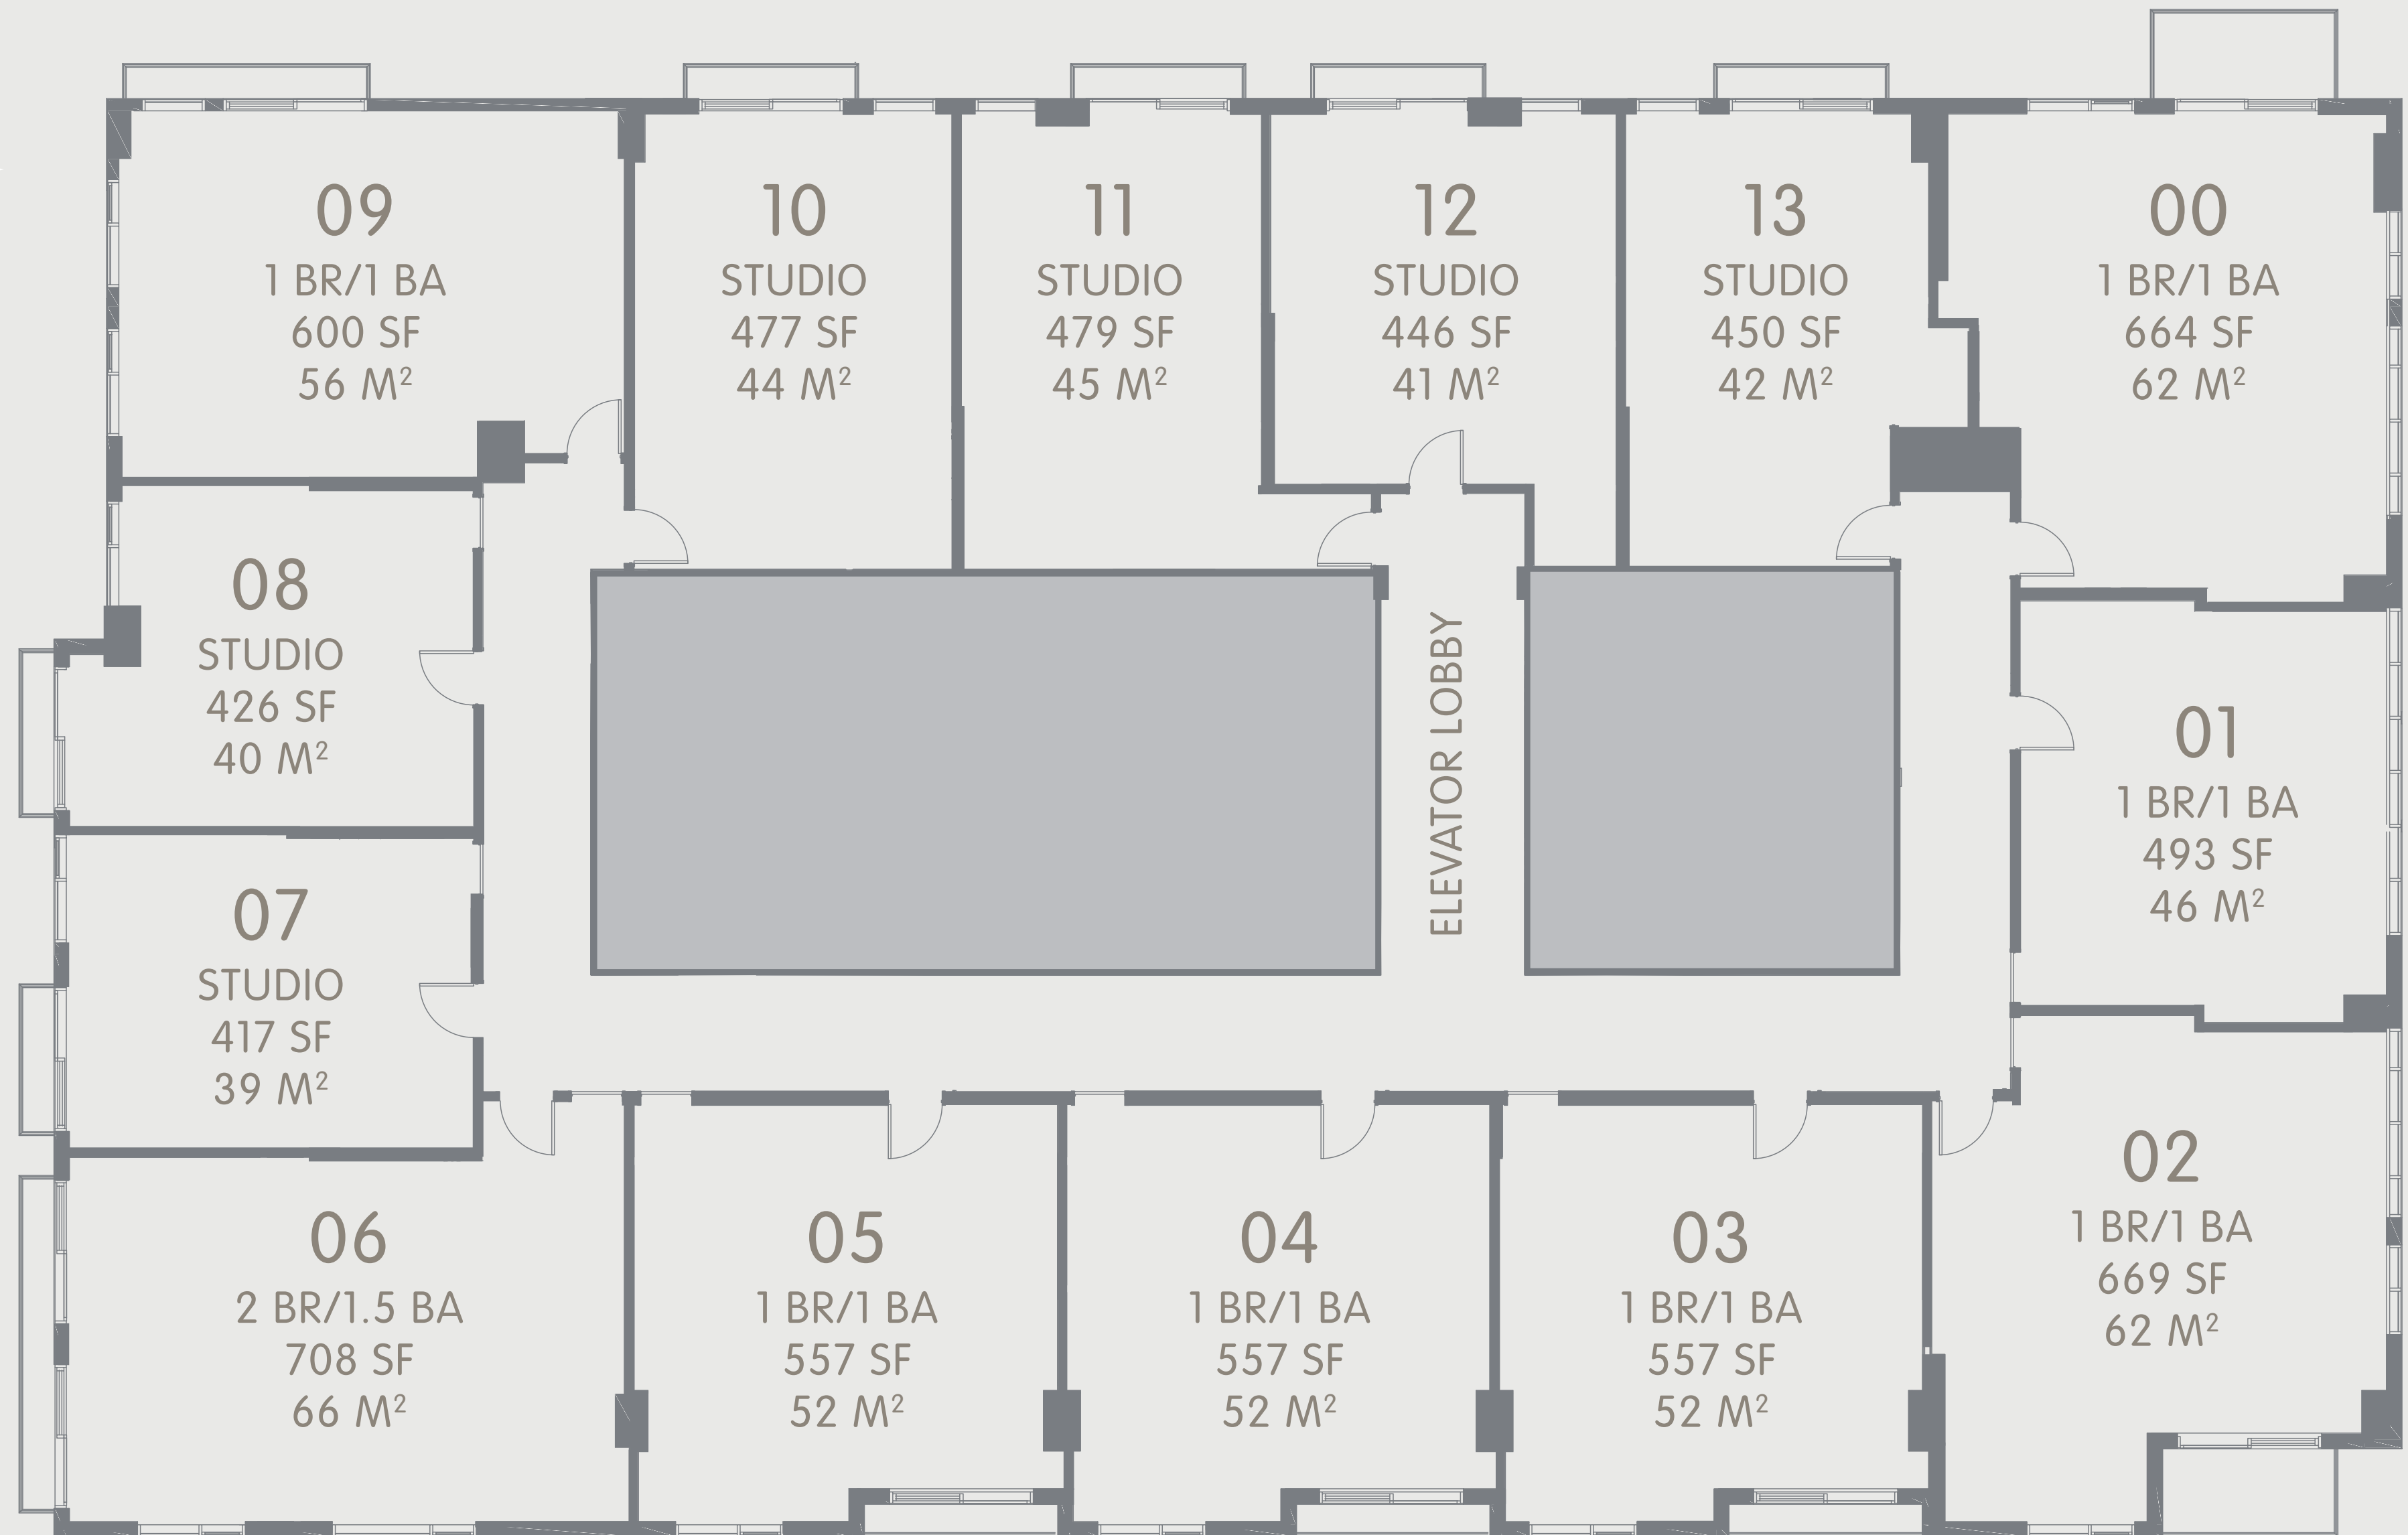 09
1 BR/1 BA
600 SF
56 M²
10
STUDIO
477 SF
44 M²
11
STUDIO
479 SF
45 M²
12
STUDIO
446 SF
41 M²
13
STUDIO
450 SF
42 M²
00
1 BR/1 BA
664 SF
62 M²
08
STUDIO
426 SF
40 M²
ELEVATOR LOBBY
01
1 BR/1 BA
493 SF
46 M²
07
STUDIO
417 SF
39 M²
06
2 BR/1.5 BA
708 SF
66 M²
05
1 BR/1 BA
557 SF
52 M²
04
1 BR/1 BA
557 SF
52 M²
03
1 BR/1 BA
557 SF
52 M²
02
1 BR/1 BA
669 SF
62 M²